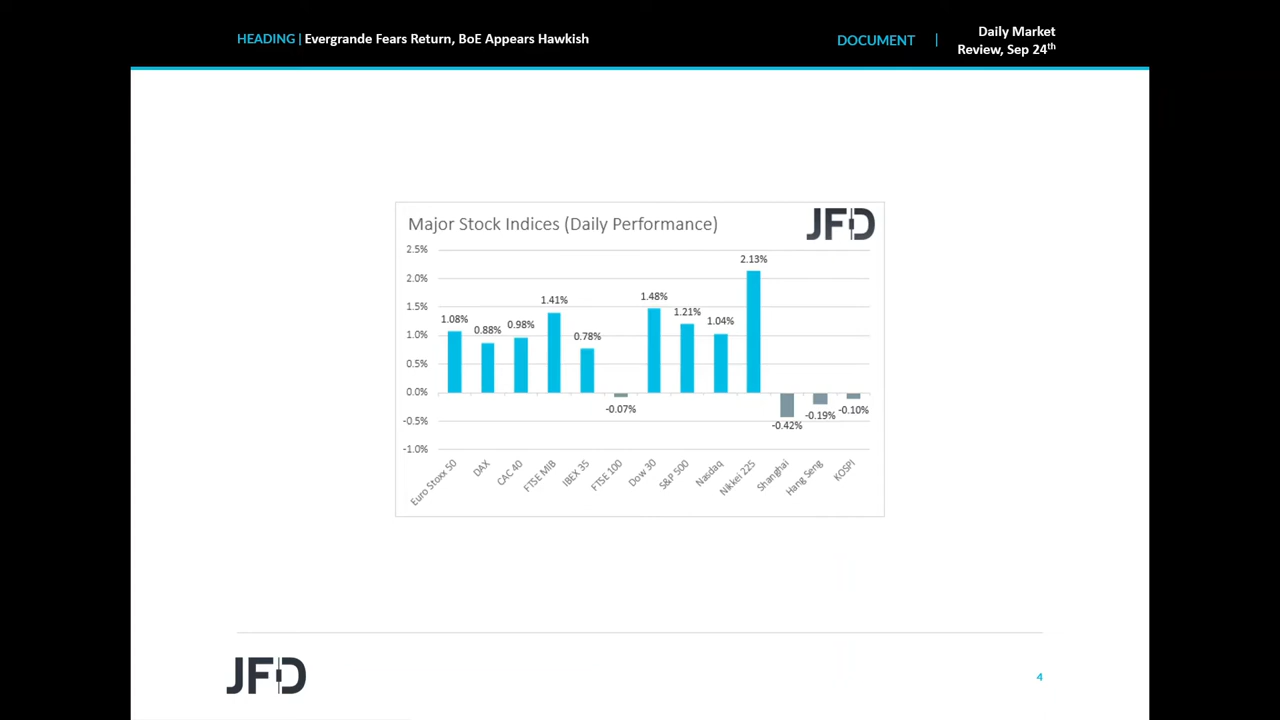 HEADING | Evergrande Fears Return, BoE Appears Hawkish
DOCUMENT |
Daily Market
Review, Sep 24th
Major Stock Indices (Daily Performance)
JFD
2.5%
2.0%
1.5%
1.0%
0.5%
0.0%
-0.5%
-1.0%
1.08%
0.88%
0.98%
1.41%
0.78%
-0.07%
1.48%
1.21%
1.04%
2.13%
-0.42%
-0.19%
-0.10%
Euro Stoxx 50
DAX
CAC 40
FTSE MIB
IBEX 35
FTSE 100
Dow 30
S&P 500
Nasdaq
Nikkei 225
Shanghai
Hang Seng
KOSPI
JFD
4